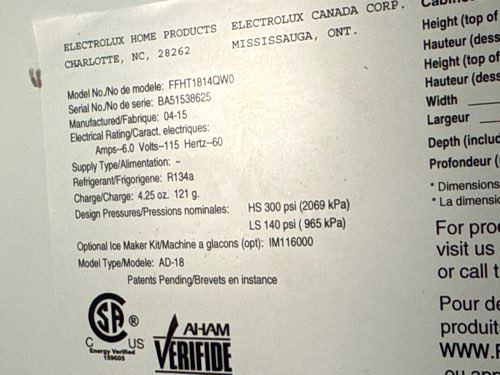 ELECTROLUX HOME PRODUCTS ELECTROLUX CANADA CORP.
CHARLOTTE, NC, 28262 MISSISSAUGA, ONT.
Model No./No de modele: FFHT1814QW0
Serial No./No de serie: BA51538625
Manufactured/Fabrique: 04-15
Electrical Rating/Caract. electriques:
Amps--6.0 Volts--115 Hertz--60
Supply Type/Alimentation: ~
Refrigerant/Frigorigene: R134a
Charge/Charge: 4.25 oz. 121 g.
Design Pressures/Pressions nominales: HS 300 psi (2069 kPa)
LS 140 psi ( 965 kPa)
Optional Ice Maker Kit/Machine a glacons (opt): IM116000
Model Type/Modele: AD-18
Patents Pending/Brevets en instance
CSA ®
C US
Energy Verified
159605
AHAM
VERIFIDE
Height (top of
Hauteur (dess
Height (top of
Hauteur (dess
Width
Largeur
Depth (includ
Profondeur (
* Dimensions
* La dimensio
For prod
visit us
or call t
Pour de
produit
WWW.F